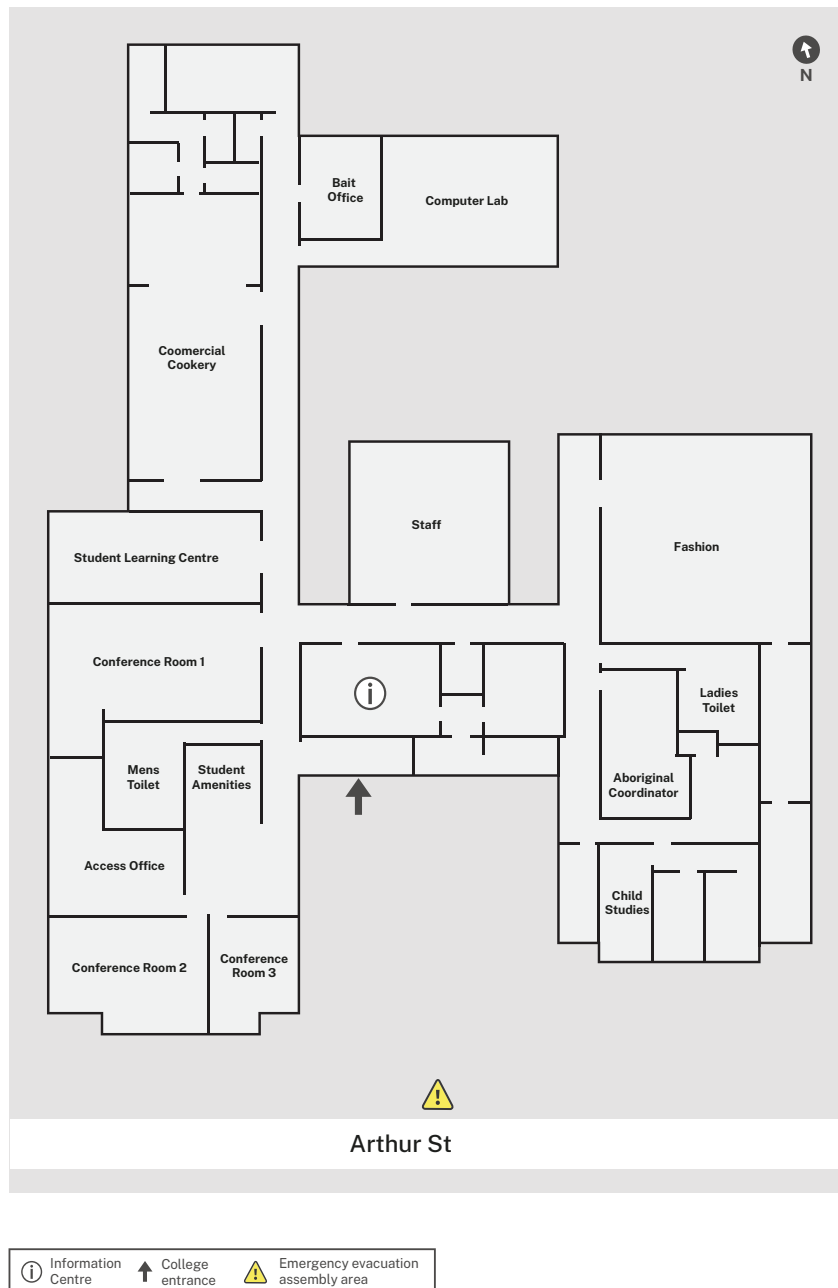 N
Bait
Office
Computer Lab
Coomercial
Cookery
Staff
Fashion
Student Learning Centre
Conference Room 1
Ladies
Toilet
Mens
Toilet
Student
Amenities
Aboriginal
Coordinator
Access Office
Child
Studies
Conference Room 2
Conference
Room 3
Arthur St
Information
Centre
College
entrance
Emergency evacuation
assembly area